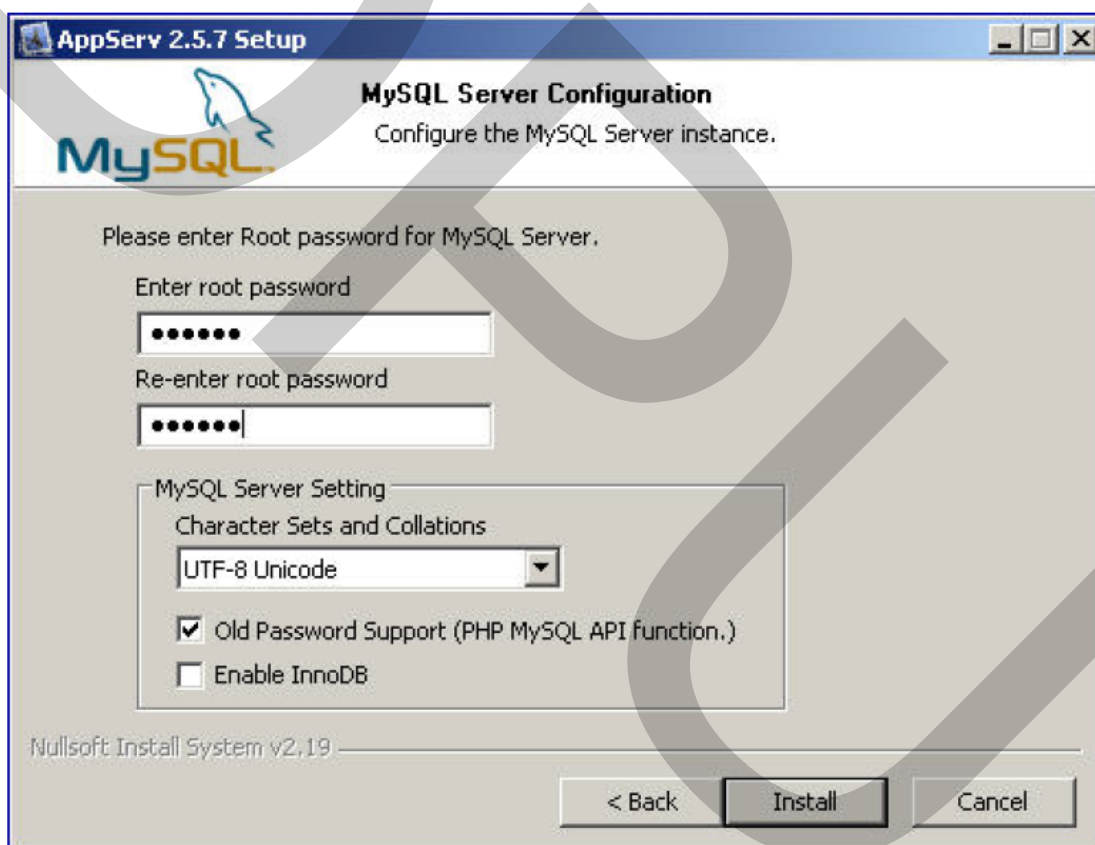 AppServ 2.5.7 Setup
MySQL Server Configuration
Configure the MySQL Server instance.
MySQL
Please enter Root password for MySQL Server.
Enter root password
••••••
Re-enter root password
••••••
MySQL Server Setting
Character Sets and Collations
UTF-8 Unicode
Old Password Support (PHP MySQL API function.)
Enable InnoDB
Nullsoft Install System v2.19
< Back Install Cancel